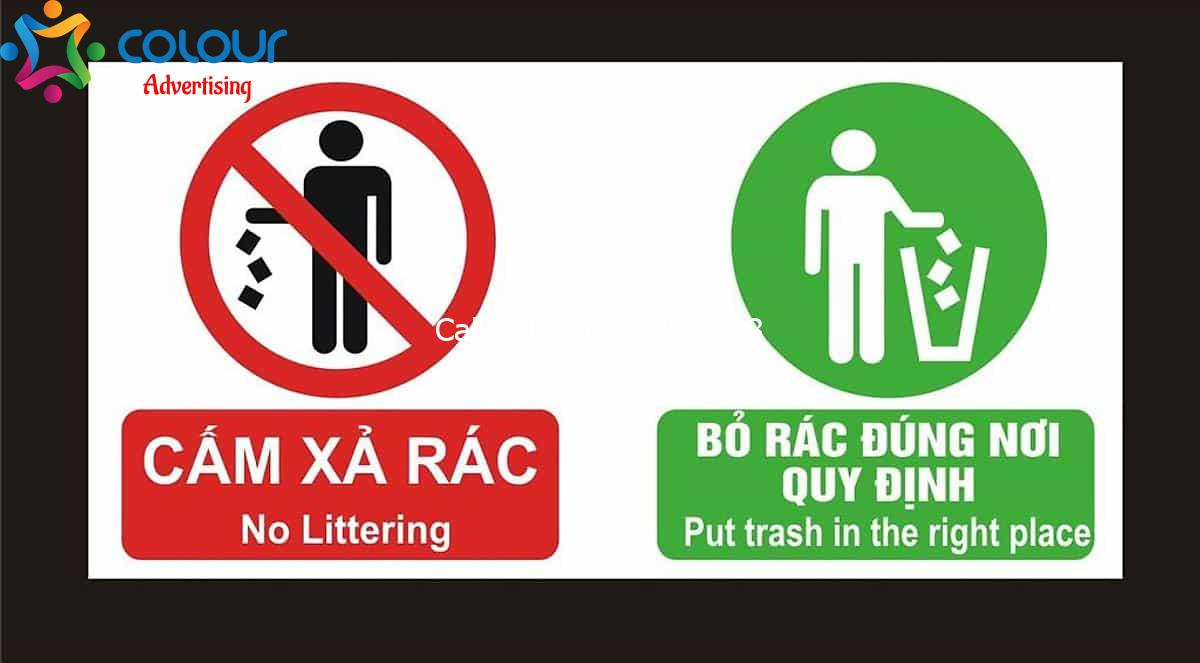 COLOUR
Advertising
CẤM XẢ RÁC
No Littering
BỎ RÁC ĐÚNG NƠI
QUY ĐỊNH
Put trash in the right place